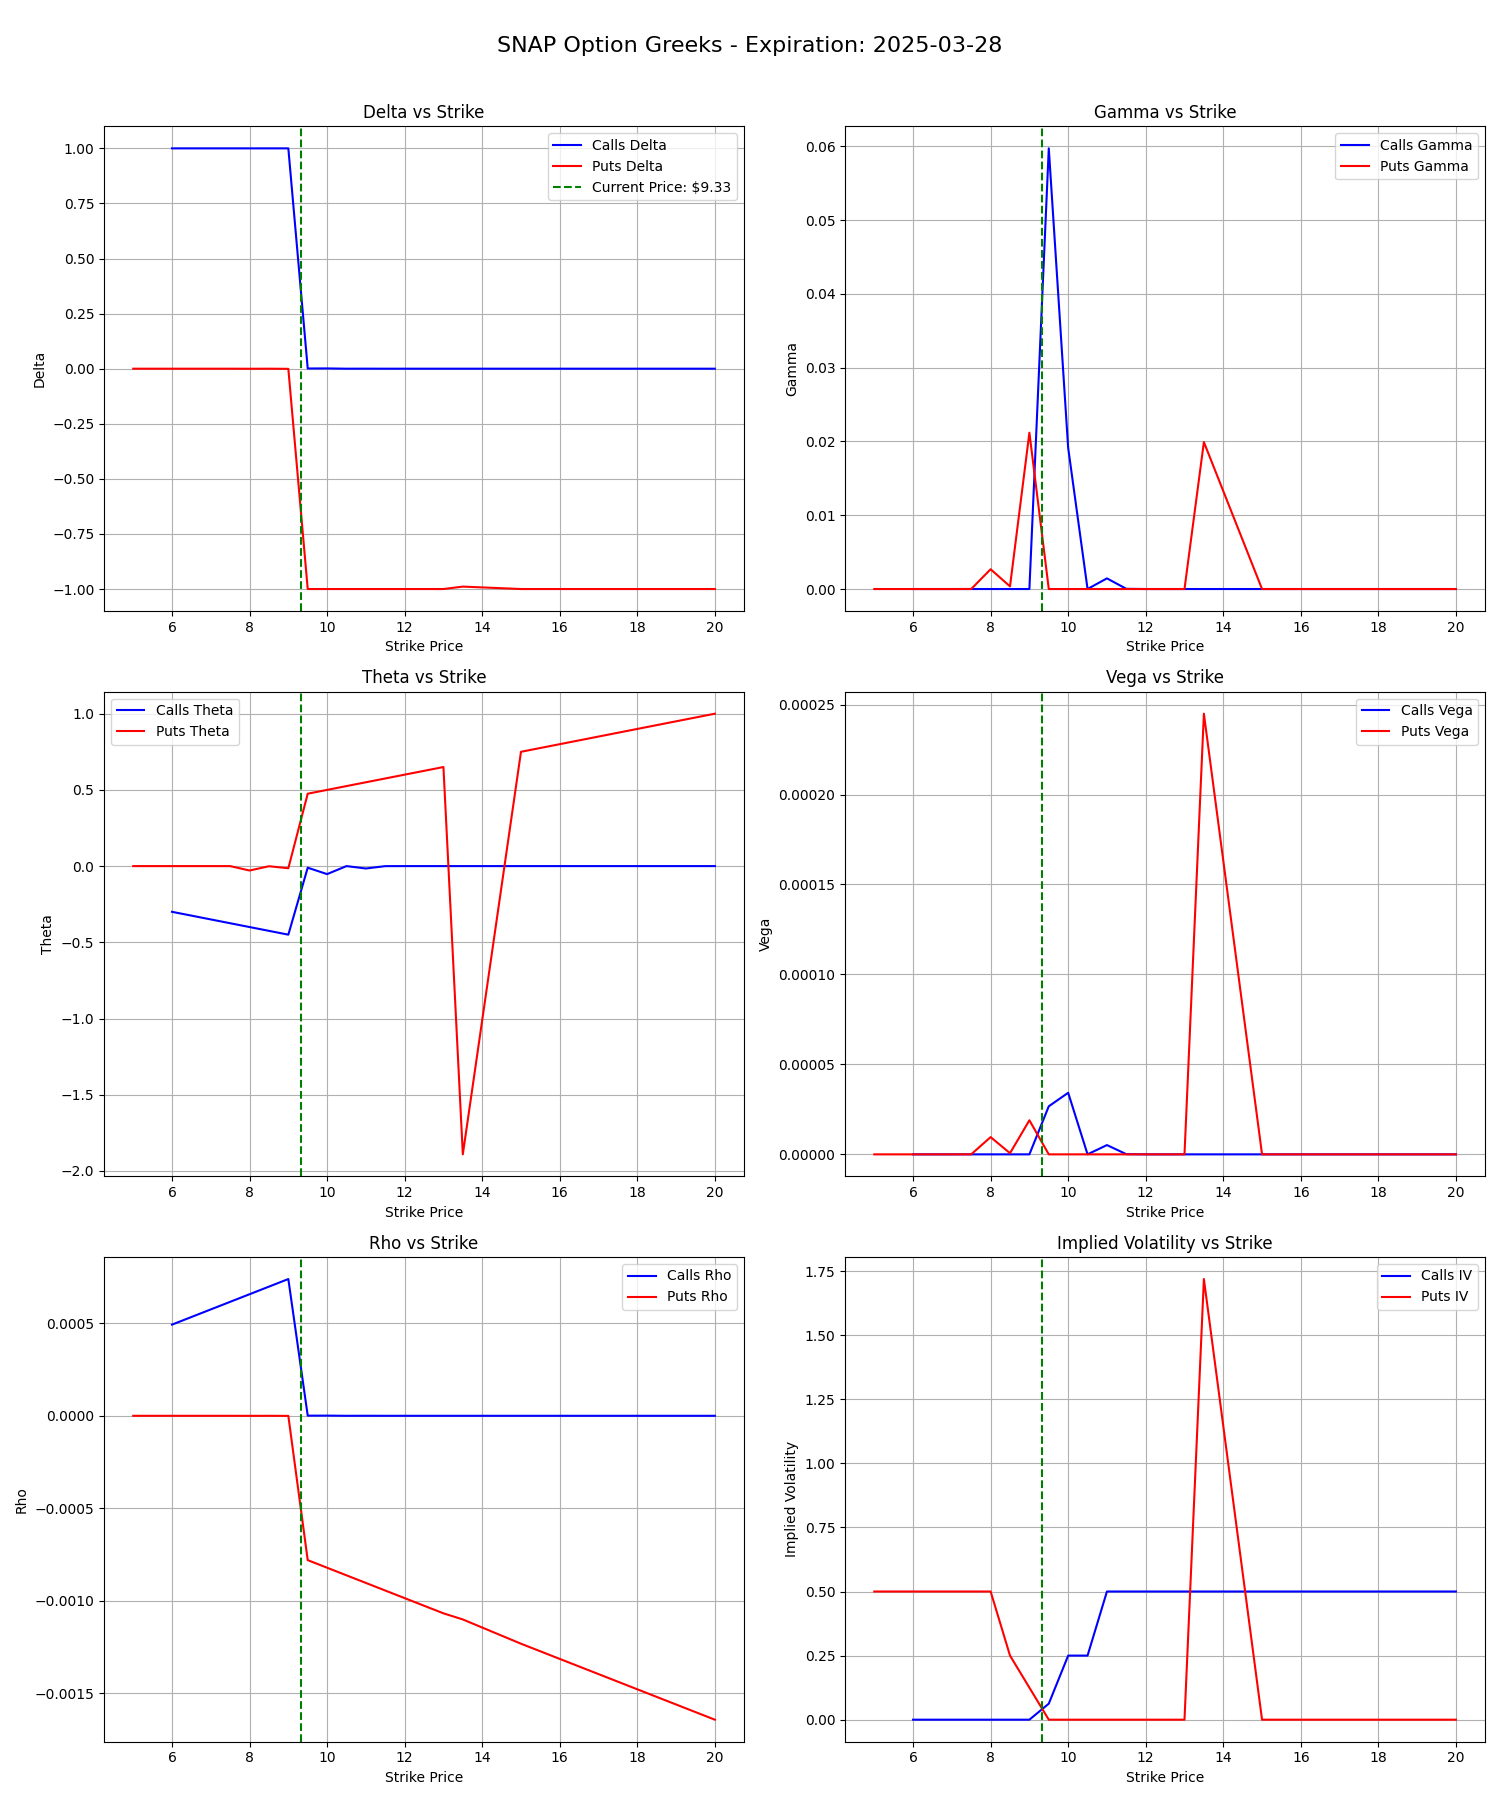 SNAP Option Greeks - Expiration: 2025-03-28
Delta vs Strike
Calls Delta
Puts Delta
Current Price: $9.33
1.00
0.75
0.50
0.25
0.00
−0.25
−0.50
−0.75
−1.00
Delta
6 8 10 12 14 16 18 20
Strike Price
Gamma vs Strike
Calls Gamma
Puts Gamma
0.06
0.05
0.04
0.03
0.02
0.01
0.00
Gamma
6 8 10 12 14 16 18 20
Strike Price
Theta vs Strike
Calls Theta
Puts Theta
1.0
0.5
0.0
−0.5
−1.0
−1.5
−2.0
Theta
6 8 10 12 14 16 18 20
Strike Price
Vega vs Strike
Calls Vega
Puts Vega
0.00025
0.00020
0.00015
0.00010
0.00005
0.00000
Vega
6 8 10 12 14 16 18 20
Strike Price
Rho vs Strike
Calls Rho
Puts Rho
0.0005
0.0000
−0.0005
−0.0010
−0.0015
Rho
6 8 10 12 14 16 18 20
Strike Price
Implied Volatility vs Strike
Calls IV
Puts IV
1.75
1.50
1.25
1.00
0.75
0.50
0.25
0.00
Implied Volatility
6 8 10 12 14 16 18 20
Strike Price